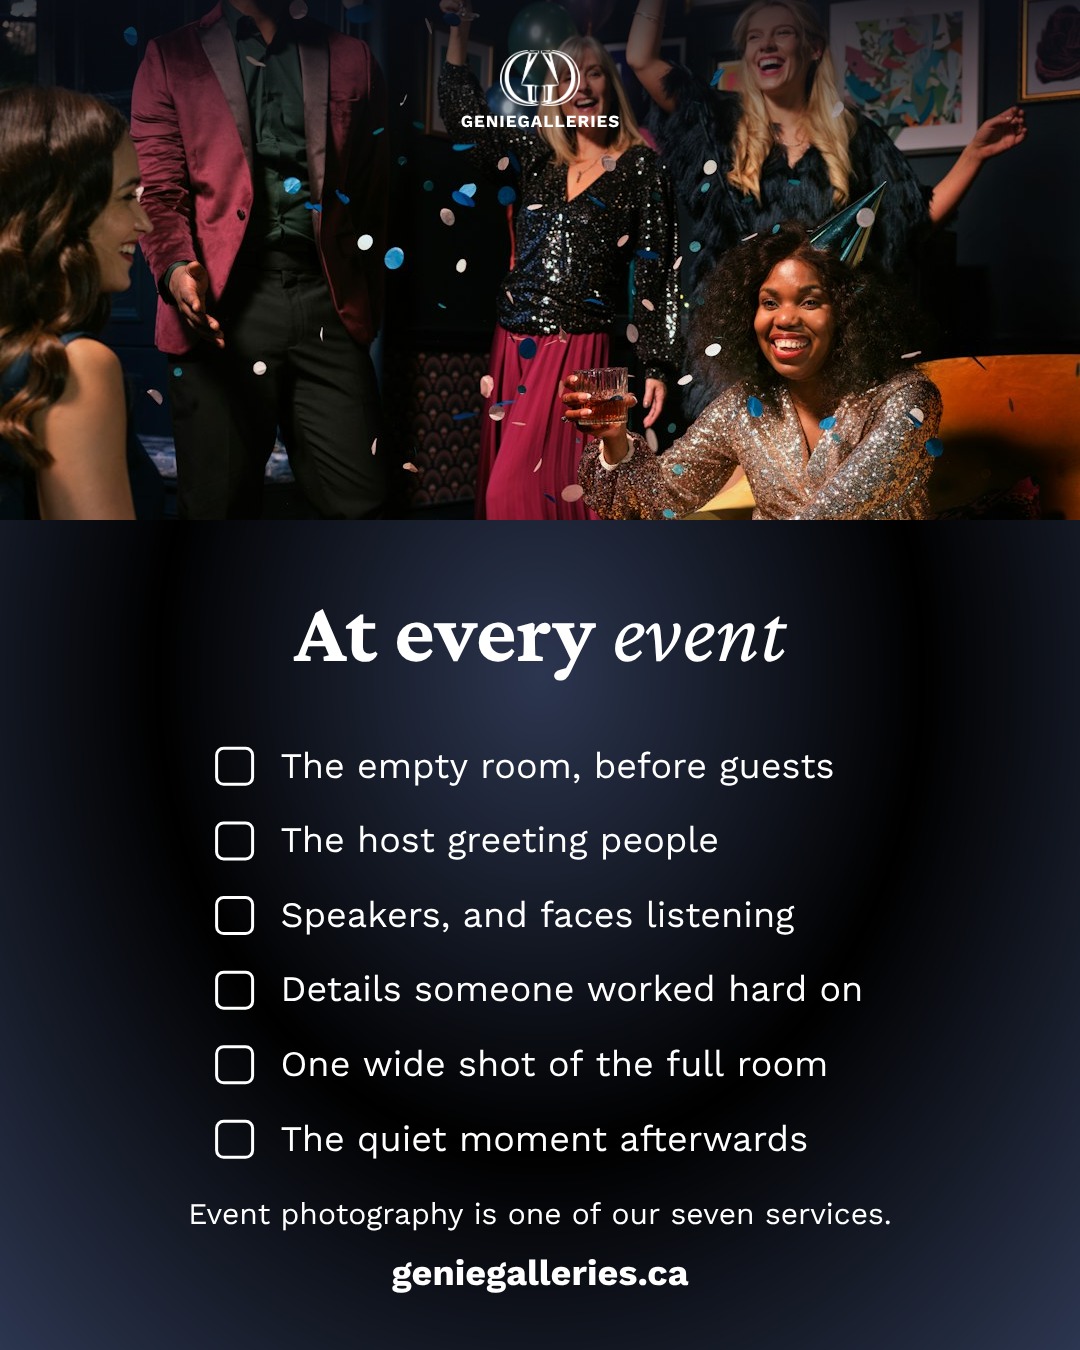 GENIEGALLERIES
At every event
The empty room, before guests
The host greeting people
Speakers, and faces listening
Details someone worked hard on
One wide shot of the full room
The quiet moment afterwards
Event photography is one of our seven services.
geniegalleries.ca